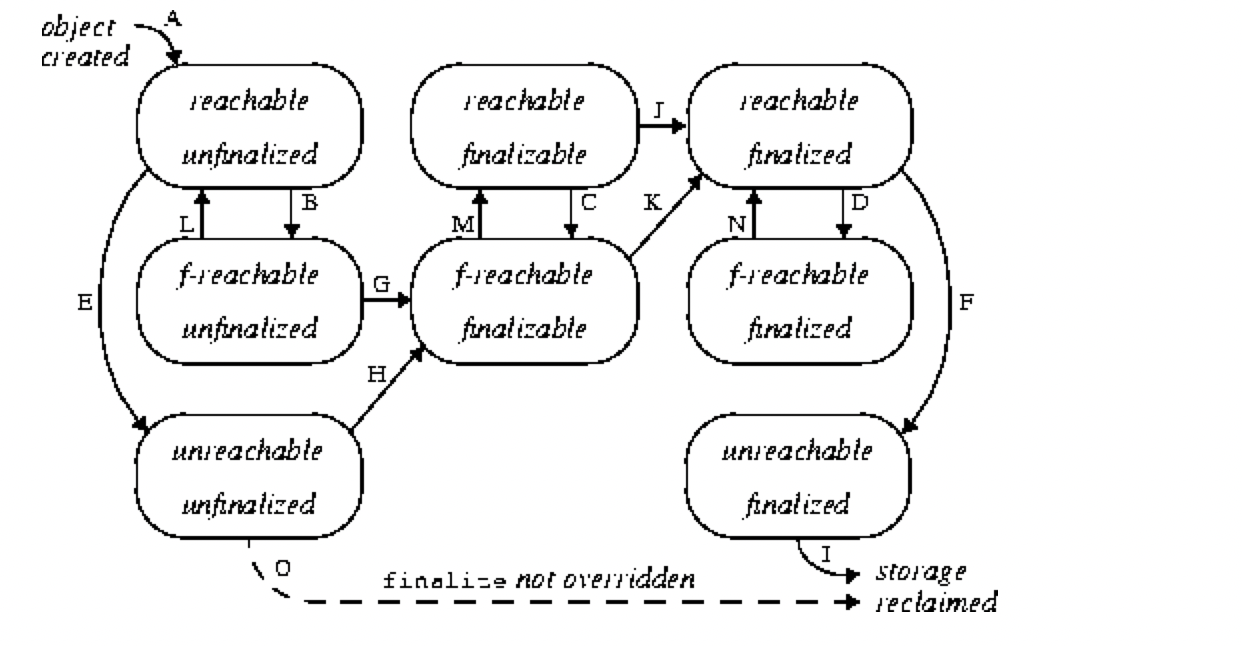 object
created
A
reachable
unfinalized
reachable
finalizable
J
reachable
finalized
L
B
M
C
K
N
D
E
f-reachable
unfinalized
G
f-reachable
finalizable
f-reachable
finalized
F
H
unreachable
unfinalized
unreachable
finalized
O
finalize not overridden
I
storage
reclaimed